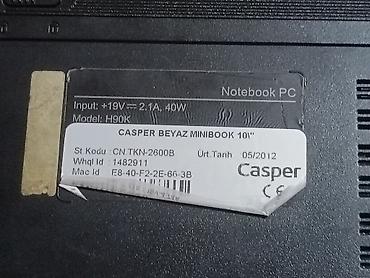 Notebook PC
Input: +19V⎓2.1A, 40W
Model: H90K
CASPER BEYAZ MINIBOOK 10\"
St.Kodu : CN.TKN-2600B Ürt.Tarih 05/2012
Whql Id : 1482911
Mac Id : E8-40-F2-2E-66-3B
Casper
CE